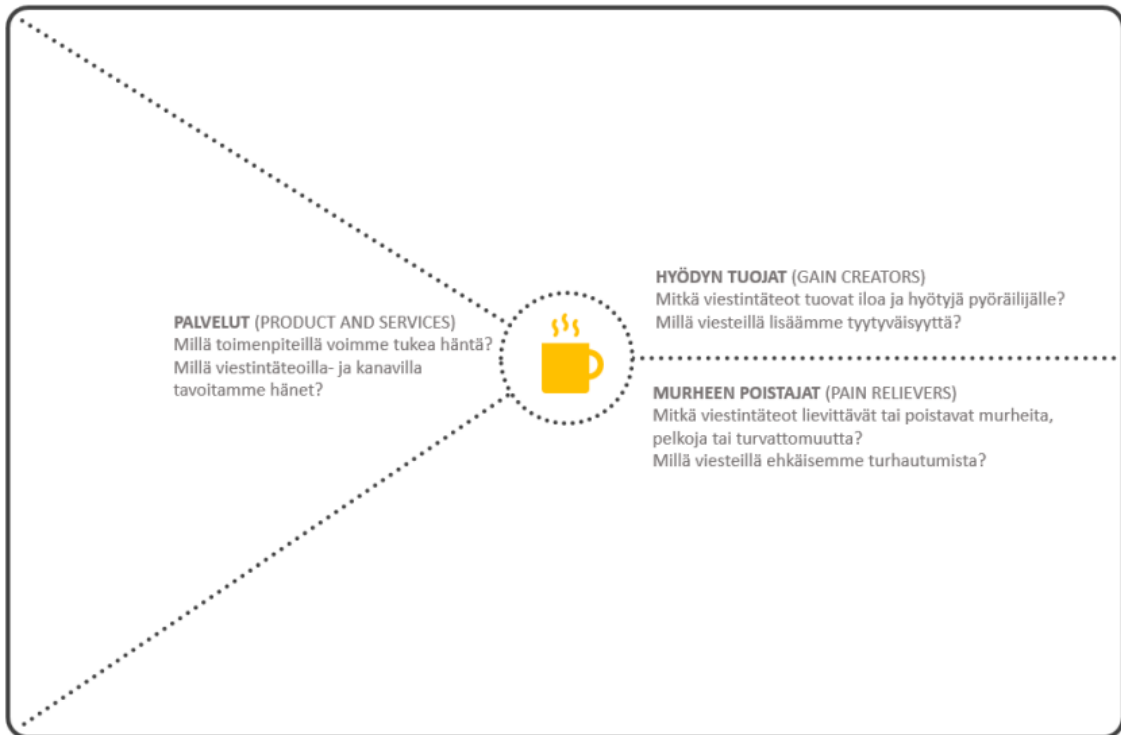 PALVELUT (PRODUCT AND SERVICES)
Millä toimenpiteillä voimme tukea häntä?
Millä viestintäteoilla- ja kanavilla
tavoitamme hänet?
HYÖDYN TUOJAT (GAIN CREATORS)
Mitkä viestintäteot tuovat iloa ja hyötyjä pyöräilijälle?
Millä viesteillä lisäämme tyytyväisyyttä?
MURHEEN POISTAJAT (PAIN RELIEVERS)
Mitkä viestintäteot lievittävät tai poistavat murheita,
pelkoja tai turvattomuutta?
Millä viesteillä ehkäisemme turhautumista?